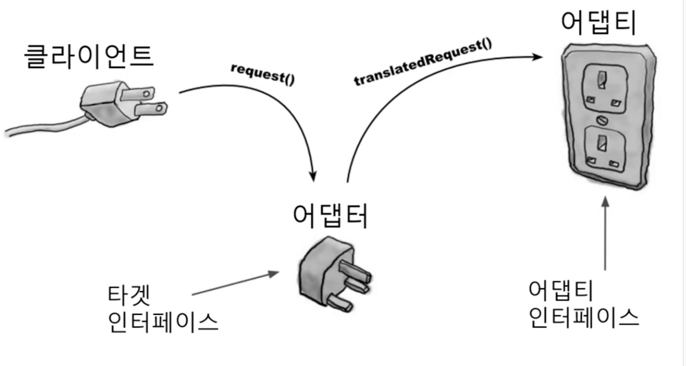 클라이언트
request()
translatedRequest()
어댑티
어댑터
타겟
인터페이스
어댑티
인터페이스